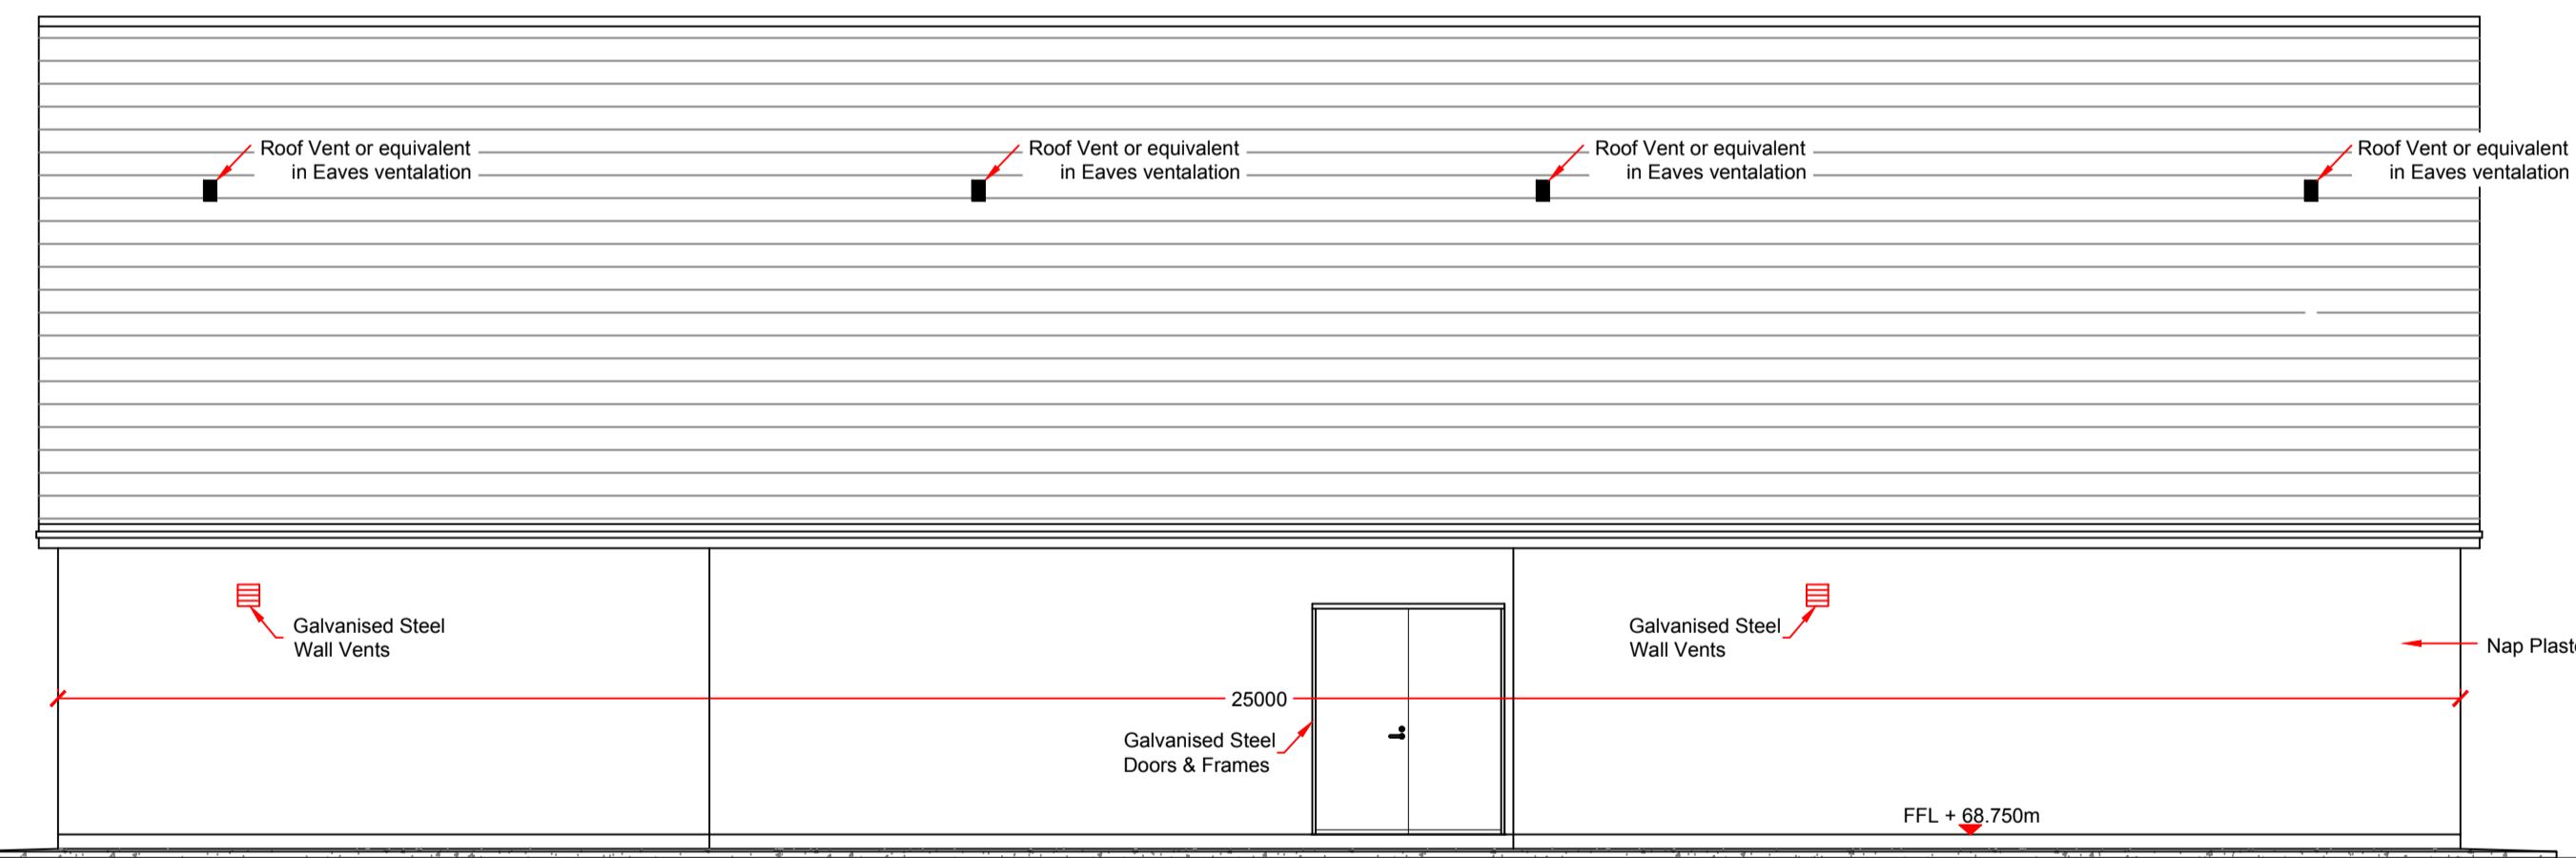 Roof Vent or equivalent
in Eaves ventalation
Roof Vent or equivalent
in Eaves ventalation
Roof Vent or equivalent
in Eaves ventalation
Roof Vent or equivalent
in Eaves ventalation
Galvanised Steel
Wall Vents
Galvanised Steel
Wall Vents
Nap
25000
Galvanised Steel
Doors & Frames
FFL + 68.750m